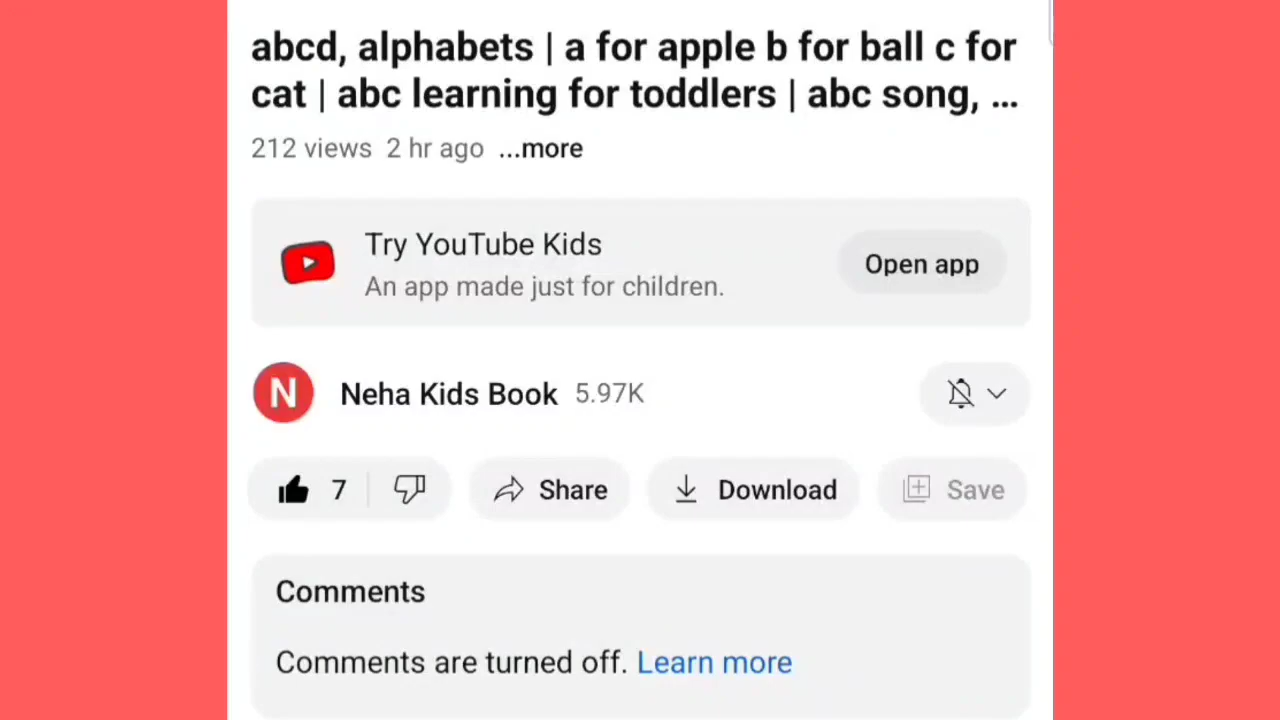 abcd, alphabets | a for apple b for ball c for
cat | abc learning for toddlers | abc song, ...
212 views 2 hr ago ...more
Try YouTube Kids
An app made just for children.
Open app
N Neha Kids Book 5.97K
7 Share Download Save
Comments
Comments are turned off. Learn more